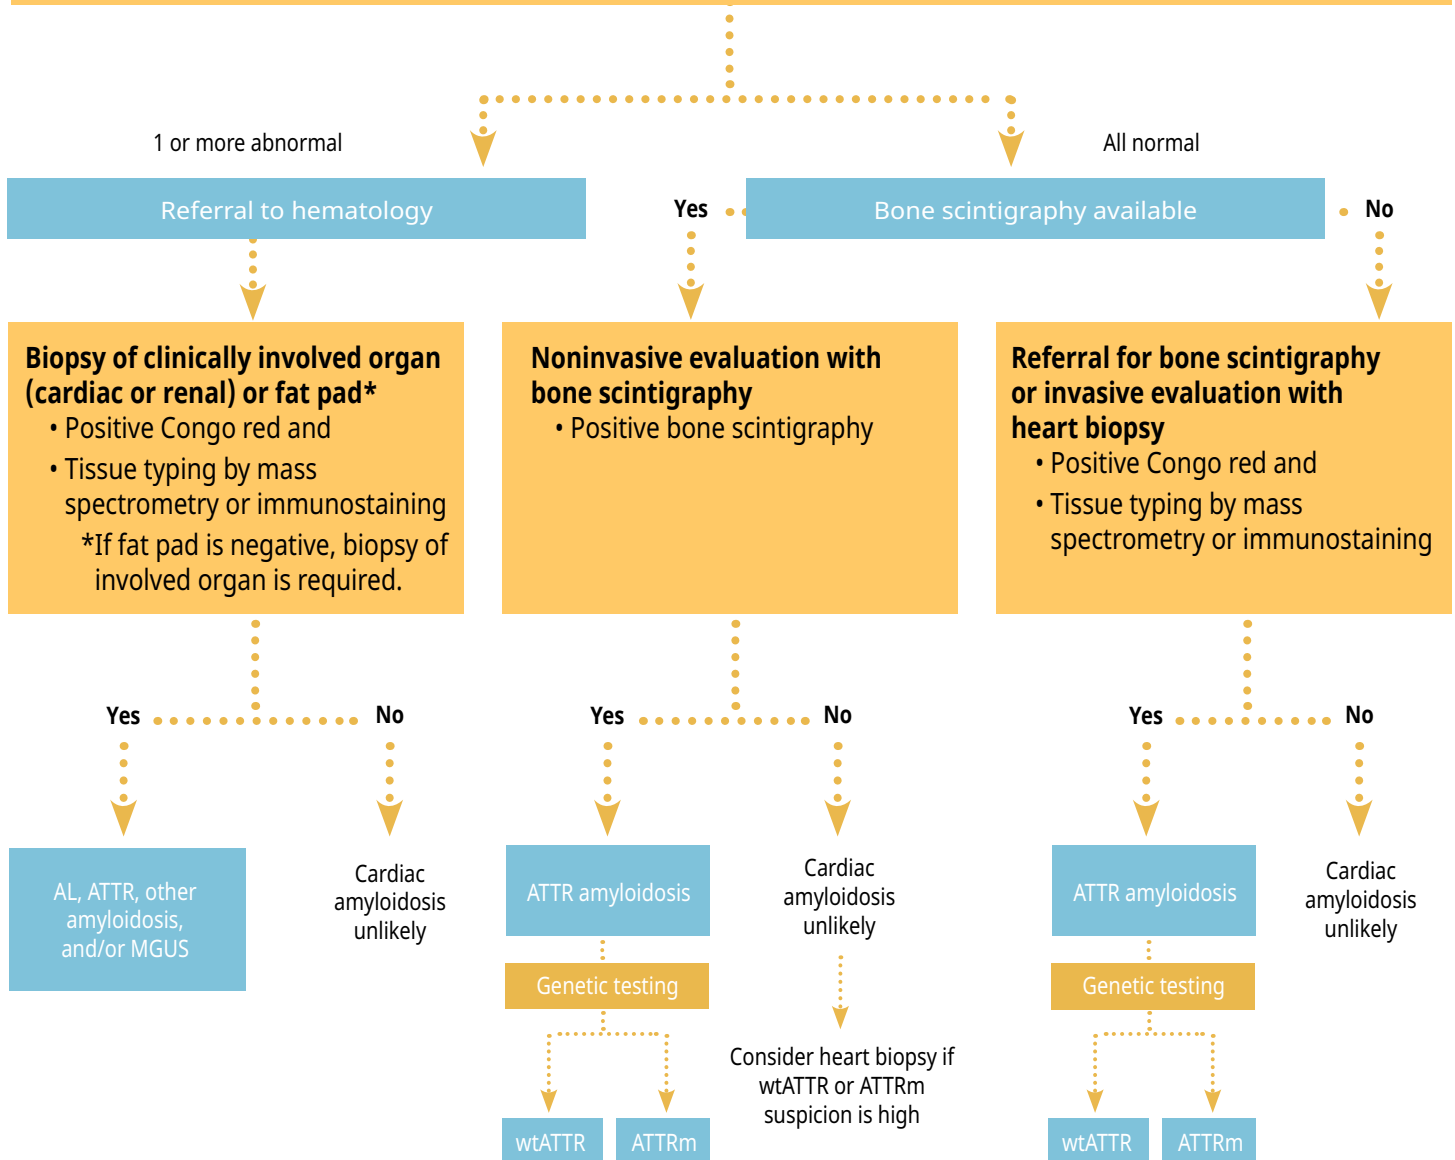 1 or more abnormal
All normal
Referral to hematology
Yes
Bone scintigraphy available
No
Biopsy of clinically involved organ
(cardiac or renal) or fat pad*
• Positive Congo red and
• Tissue typing by mass
spectrometry or immunostaining
*If fat pad is negative, biopsy of
involved organ is required.
Noninvasive evaluation with
bone scintigraphy
• Positive bone scintigraphy
Referral for bone scintigraphy
or invasive evaluation with
heart biopsy
• Positive Congo red and
• Tissue typing by mass
spectrometry or immunostaining
Yes
No
Yes
No
Yes
No
AL, ATTR, other
amyloidosis,
and/or MGUS
Cardiac
amyloidosis
unlikely
ATTR amyloidosis
Cardiac
amyloidosis
unlikely
ATTR amyloidosis
Cardiac
amyloidosis
unlikely
Genetic testing
Genetic testing
Consider heart biopsy if
wtATTR or ATTRm
suspicion is high
wtATTR
ATTRm
wtATTR
ATTRm